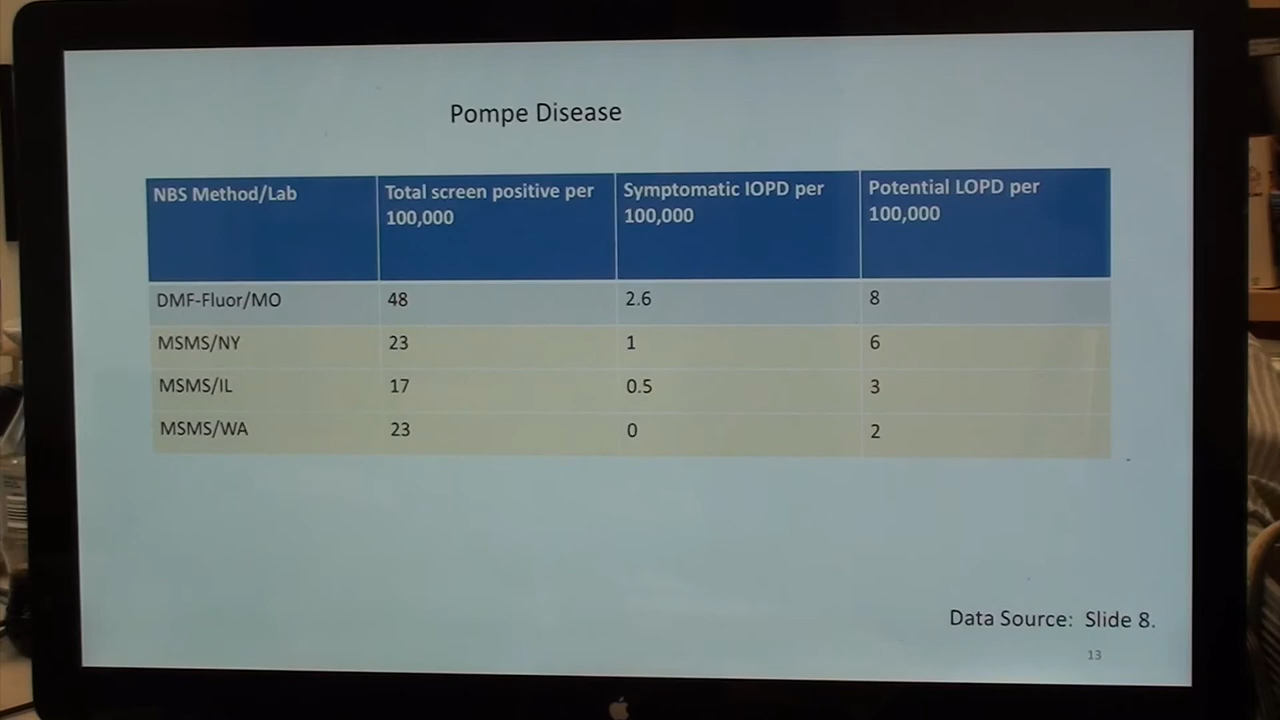 Pompe Disease
NBS Method/Lab
Total screen positive per
100,000
Symptomatic IOPD per
100,000
Potential LOPD per
100,000
DMF-Fluor/MO 48 2.6 8
MSMS/NY 23 1 6
MSMS/IL 17 0.5 3
MSMS/WA 23 0 2
Data Source: Slide 8.
13